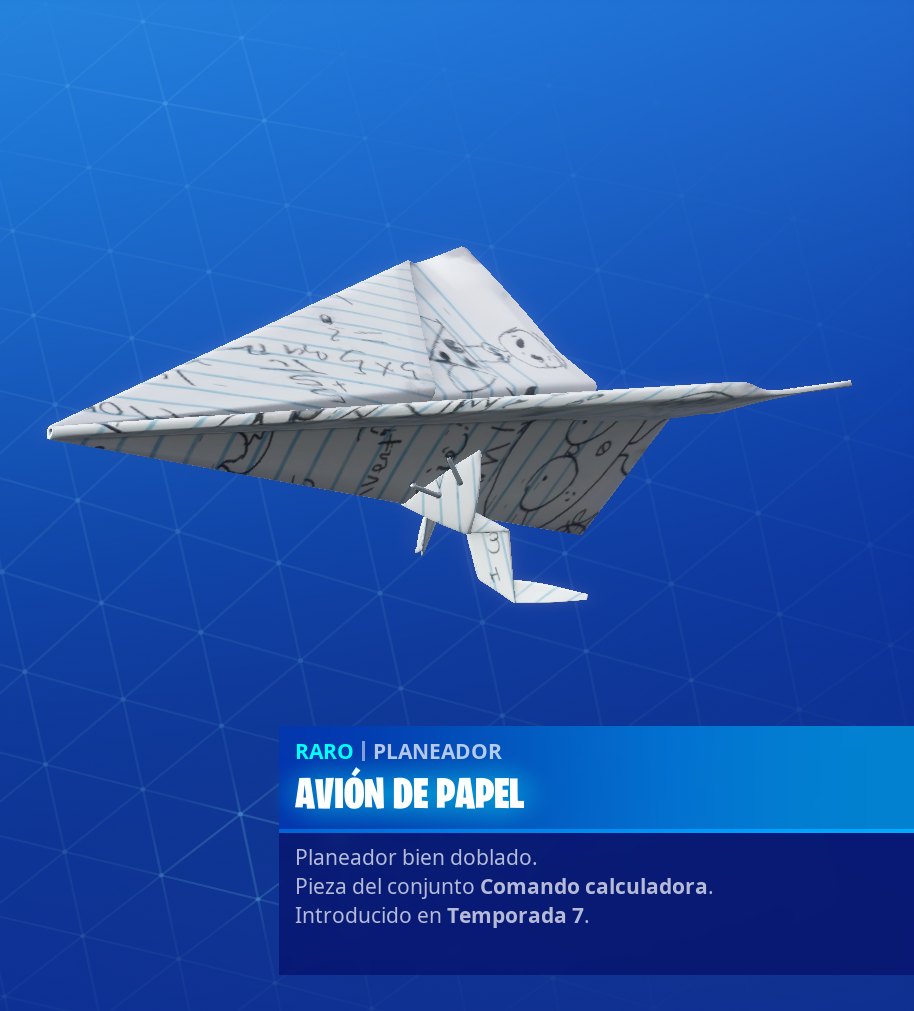 RARO | PLANEADOR
AVIÓN DE PAPEL
Planeador bien doblado.
Pieza del conjunto Comando calculadora.
Introducido en Temporada 7.